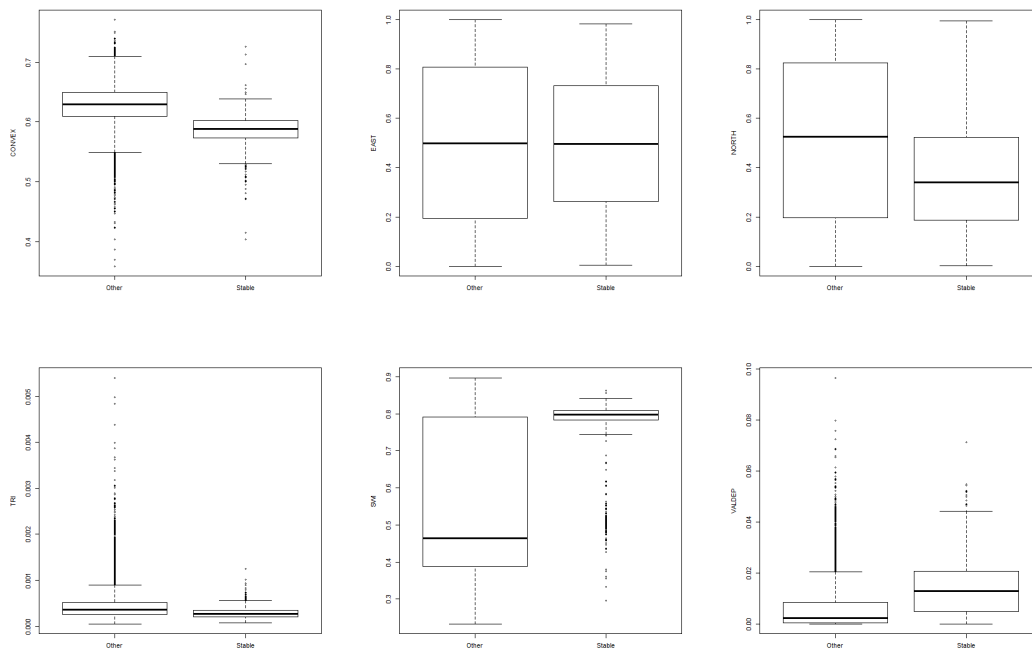 CONVEX
0.7
0.6
0.5
0.4
Other
Stable
EAST
1.0
0.8
0.6
0.4
0.2
0.0
Other
Stable
NORTH
1.0
0.8
0.6
0.4
0.2
0.0
Other
Stable
TRI
0.005
0.004
0.003
0.002
0.001
0.000
Other
Stable
SWI
0.9
0.8
0.7
0.6
0.5
0.4
0.3
Other
Stable
VALDEP
0.10
0.08
0.06
0.04
0.02
0.00
Other
Stable